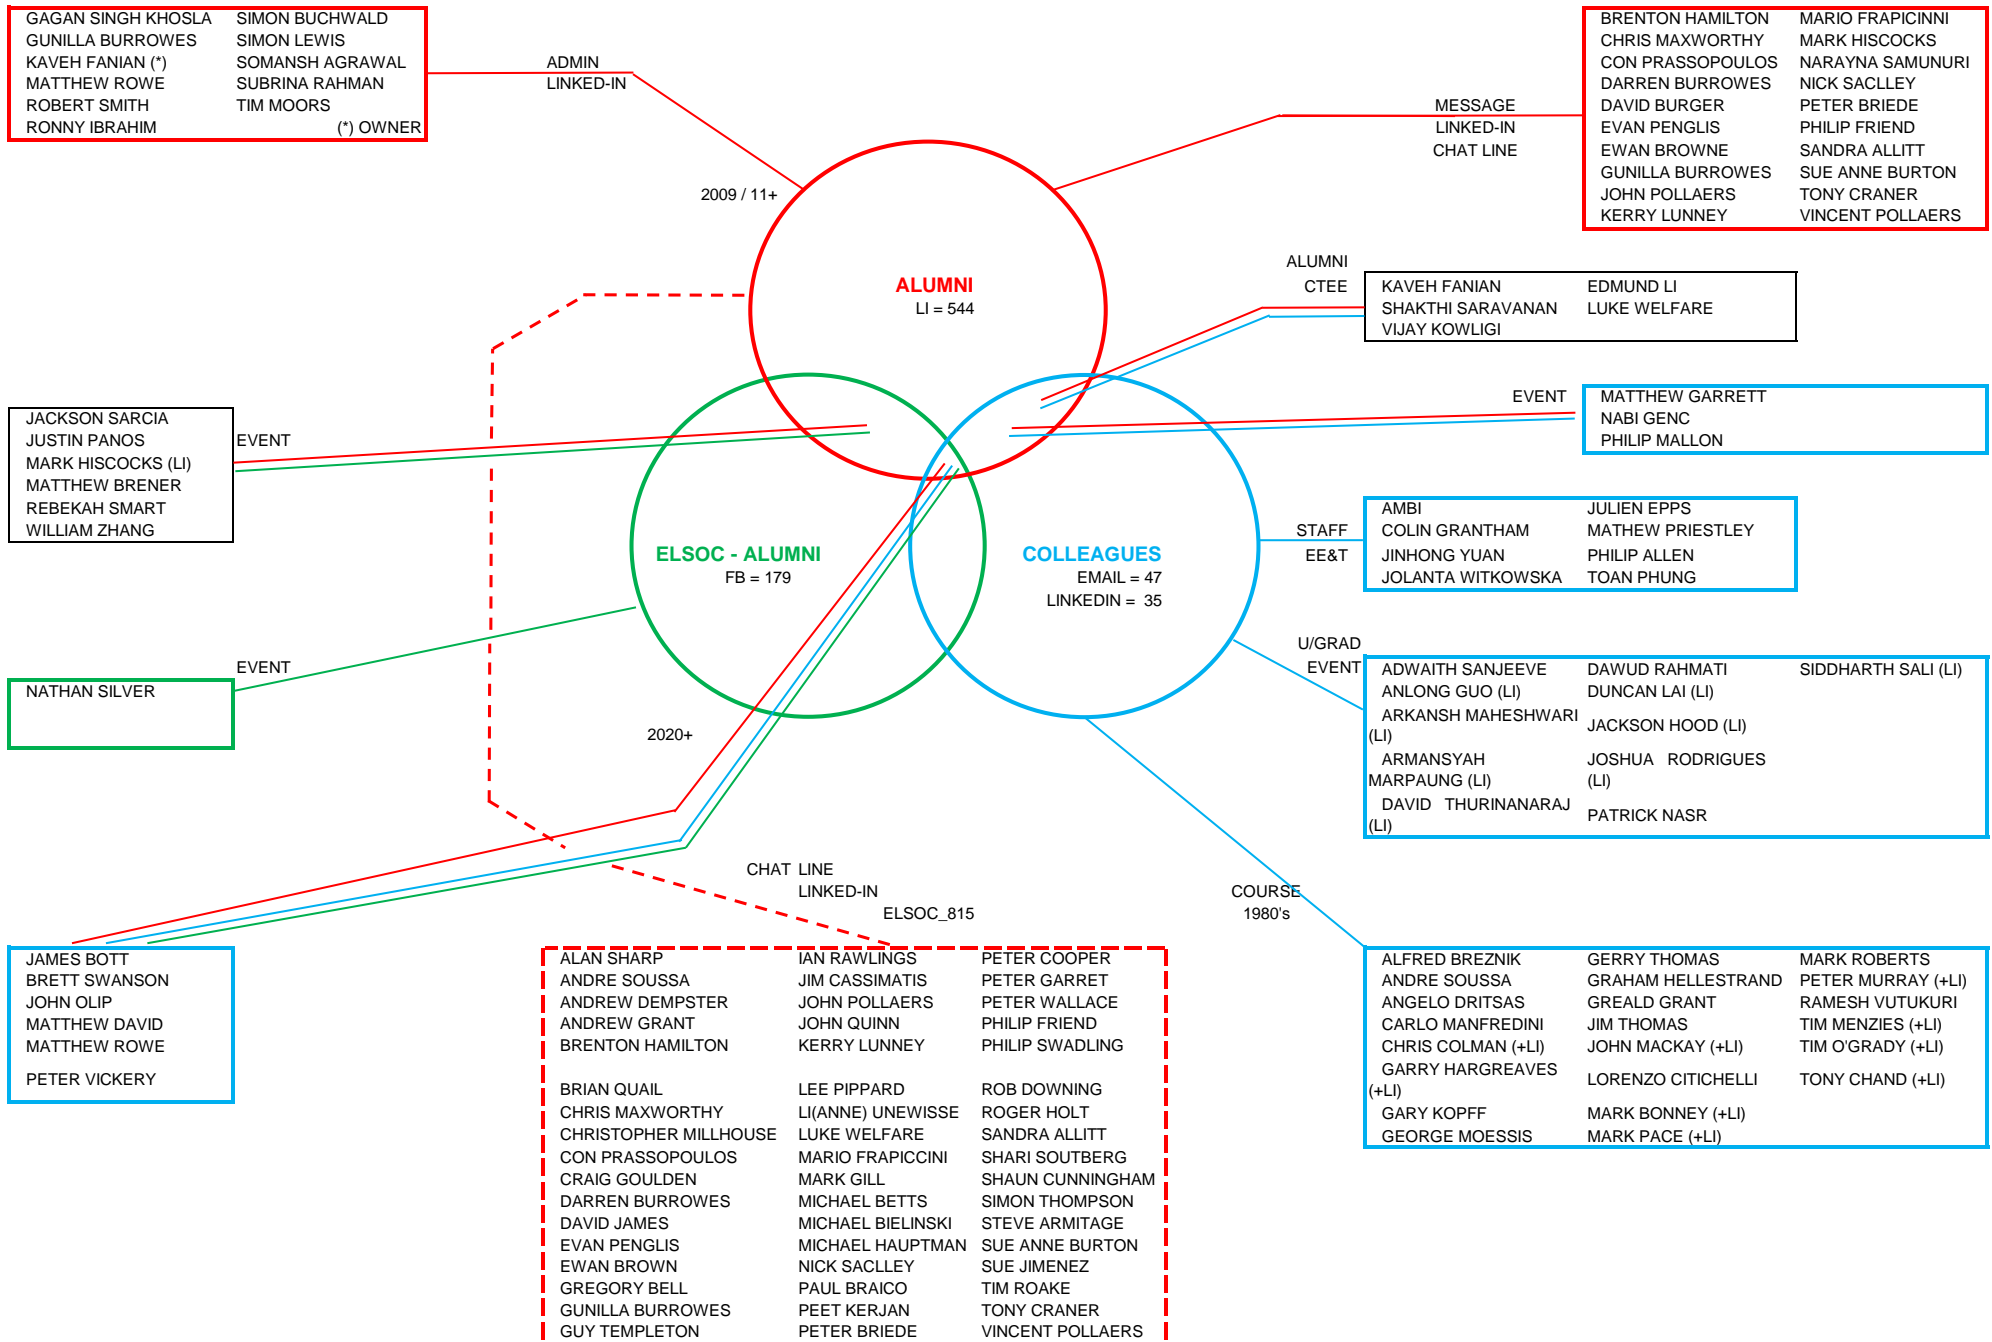 GAGAN SINGH KHOSLA SIMON BUCHWALD
GUNILLA BURROWES SIMON LEWIS
KAVEH FANIAN (*) SOMANSH AGRAWAL
MATTHEW ROWE SUBRINA RAHMAN
ROBERT SMITH TIM MOORS
RONNY IBRAHIM (*) OWNER
ADMIN
LINKED-IN
2009 / 11+
MESSAGE
LINKED-IN
CHAT LINE
BRENTON HAMILTON MARIO FRAPICINNI
CHRIS MAXWORTHY MARK HISCOCKS
CON PRASSOPOULOS NARAYNA SAMUNURI
DARREN BURROWES NICK SACLLEY
DAVID BURGER PETER BRIEDE
EVAN PENGLIS PHILIP FRIEND
EWAN BROWNE SANDRA ALLITT
GUNILLA BURROWES SUE ANNE BURTON
JOHN POLLAERS TONY CRANER
KERRY LUNNEY VINCENT POLLAERS
ALUMNI
LI = 544
ALUMNI
CTEE
KAVEH FANIAN EDMUND LI
SHAKTHI SARAVANAN LUKE WELFARE
VIJAY KOWLIGI
EVENT
MATTHEW GARRETT
NABI GENC
PHILIP MALLON
JACKSON SARCIA
JUSTIN PANOS
MARK HISCOCKS (LI)
MATTHEW BRENER
REBEKAH SMART
WILLIAM ZHANG
EVENT
ELSOC - ALUMNI
FB = 179
COLLEAGUES
EMAIL = 47
LINKEDIN = 35
STAFF
EE&T
AMBI JULIEN EPPS
COLIN GRANTHAM MATHEW PRIESTLEY
JINHONG YUAN PHILIP ALLEN
JOLANTA WITKOWSKA TOAN PHUNG
U/GRAD
EVENT
ADWAITH SANJEEVE DAWUD RAHMATI SIDDHARTH SALI (LI)
ANLONG GUO (LI) DUNCAN LAI (LI)
ARKANSH MAHESHWARI
(LI)
JACKSON HOOD (LI)
ARMANSYAH
MARPAUNG (LI)
JOSHUA RODRIGUES
(LI)
DAVID THURINANARAJ
(LI)
PATRICK NASR
EVENT
NATHAN SILVER
2020+
JAMES BOTT
BRETT SWANSON
JOHN OLIP
MATTHEW DAVID
MATTHEW ROWE
PETER VICKERY
CHAT LINE
LINKED-IN
ELSOC_815
ALAN SHARP IAN RAWLINGS PETER COOPER
ANDRE SOUSSA JIM CASSIMATIS PETER GARRET
ANDREW DEMPSTER JOHN POLLAERS PETER WALLACE
ANDREW GRANT JOHN QUINN PHILIP FRIEND
BRENTON HAMILTON KERRY LUNNEY PHILIP SWADLING
BRIAN QUAIL LEE PIPPARD ROB DOWNING
CHRIS MAXWORTHY LI(ANNE) UNEWISSE ROGER HOLT
CHRISTOPHER MILLHOUSE LUKE WELFARE SANDRA ALLITT
CON PRASSOPOULOS MARIO FRAPICCINI SHARI SOUTBERG
CRAIG GOULDEN MARK GILL SHAUN CUNNINGHAM
DARREN BURROWES MICHAEL BETTS SIMON THOMPSON
DAVID JAMES MICHAEL BIELINSKI STEVE ARMITAGE
EVAN PENGLIS MICHAEL HAUPTMAN SUE ANNE BURTON
EWAN BROWN NICK SACLLEY SUE JIMENEZ
GREGORY BELL PAUL BRAICO TIM ROAKE
GUNILLA BURROWES PEET KERJAN TONY CRANER
GUY TEMPLETON PETER BRIEDE VINCENT POLLAERS
COURSE
1980's
ALFRED BREZNIK GERRY THOMAS MARK ROBERTS
ANDRE SOUSSA GRAHAM HELLESTRAND PETER MURRAY (+LI)
ANGELO DRITSAS GREALD GRANT RAMESH VUTUKURI
CARLO MANFREDINI JIM THOMAS TIM MENZIES (+LI)
CHRIS COLMAN (+LI) JOHN MACKAY (+LI) TIM O'GRADY (+LI)
GARRY HARGREAVES
(+LI)
LORENZO CITICHELLI TONY CHAND (+LI)
GARY KOPFF MARK BONNEY (+LI)
GEORGE MOESSIS MARK PACE (+LI)